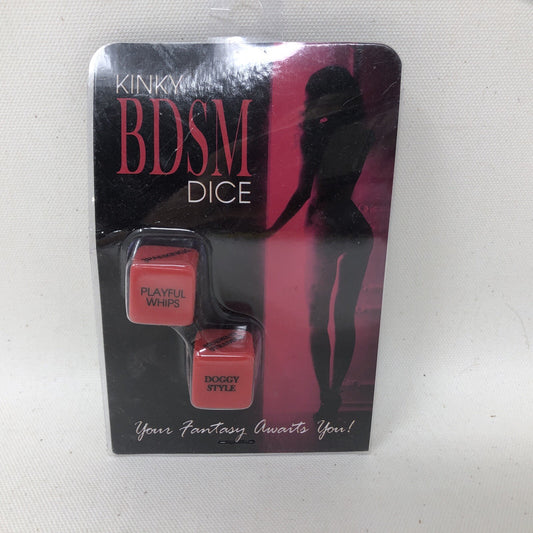 KINKY
BDSM
DICE
PLAYFUL
WHIPS
DOGGY
STYLE
Your Fantasy Awaits You!